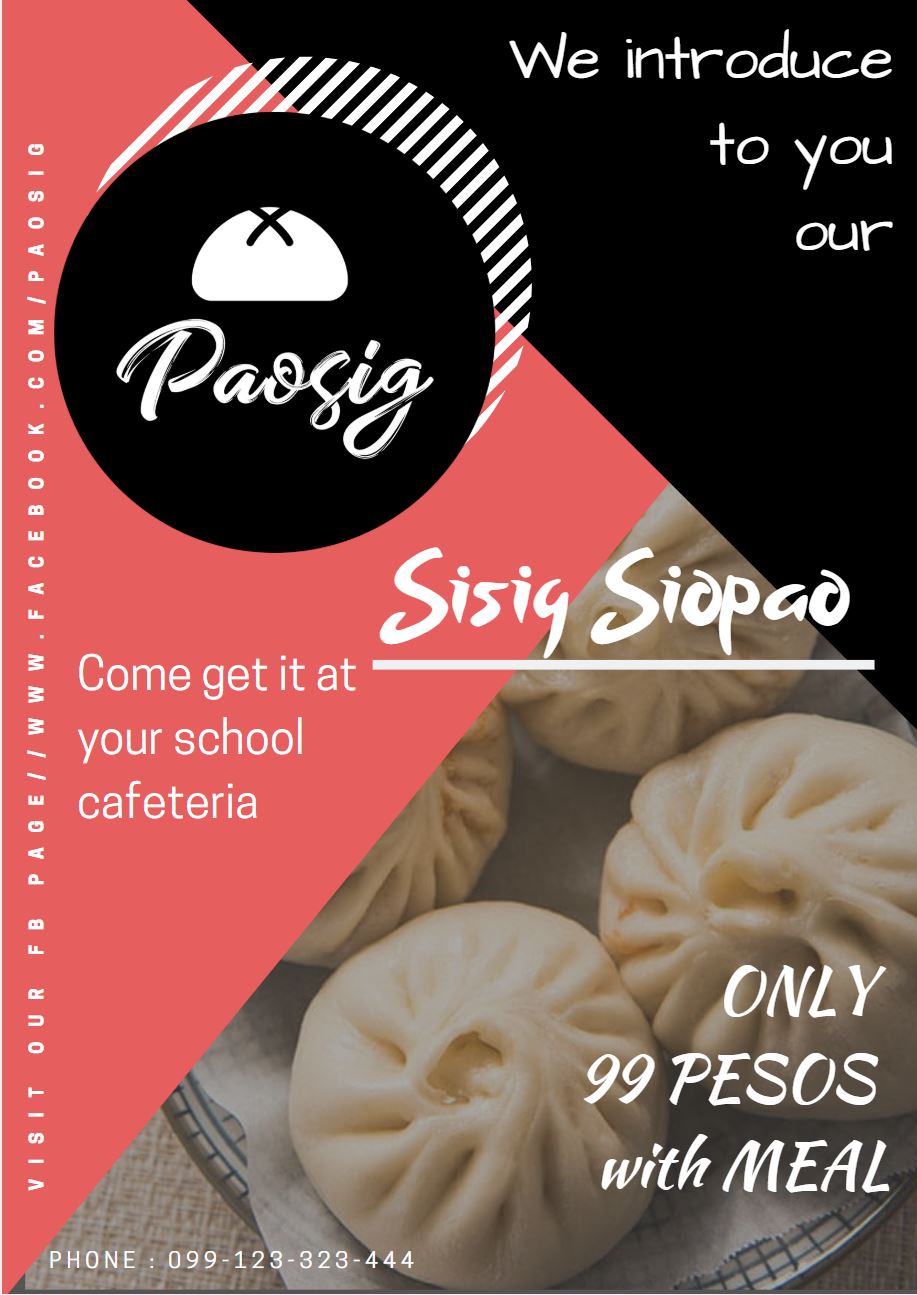 We introduce
to you
our
Paosig
Sisig Siopao
Come get it at
your school
cafeteria
ONLY
99 PESOS
with MEAL
PHONE : 099-123-323-444
VISIT OUR FB PAGE//WWW.FACEBOOK.COM/PAOSIG